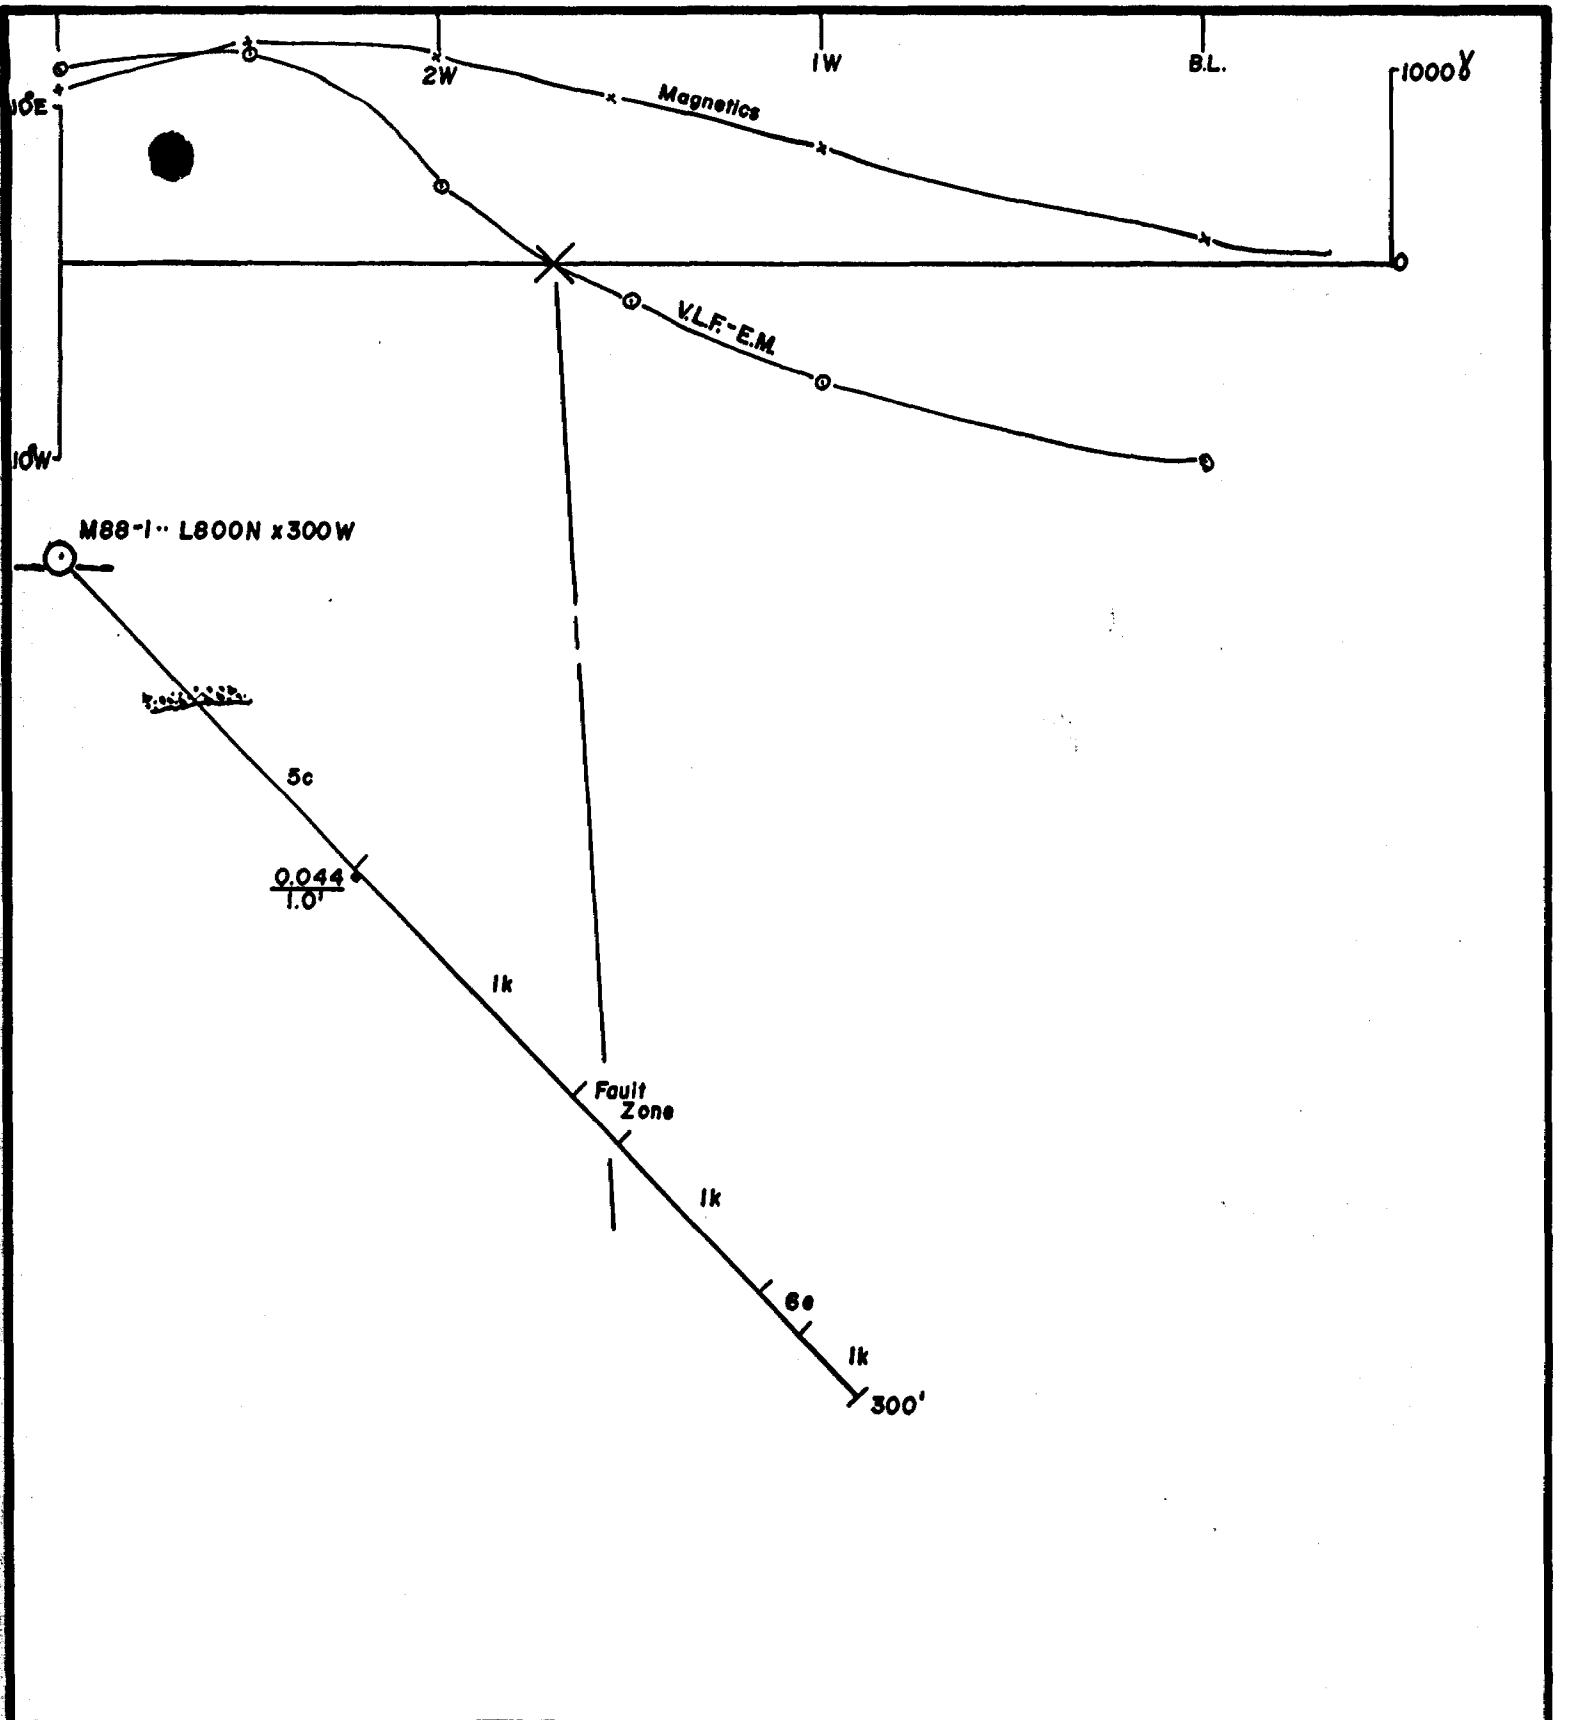 2W
1W
B.L.
1000γ
10°E
Magnetics
0
V.L.F.-E.M.
10°W
M88-1·· L800N x300W
5c
0.044
1.0'
1k
Fault
Zone
1k
6e
1k
300'